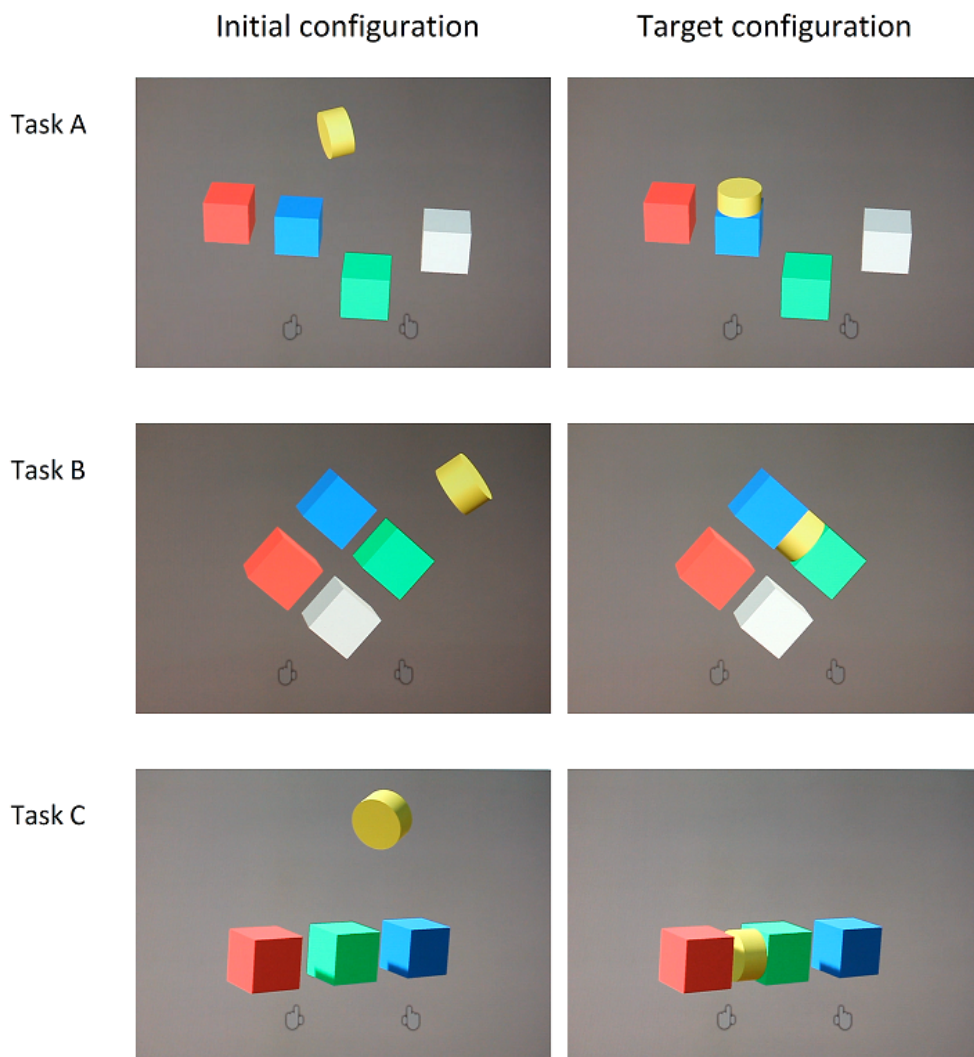 Initial configuration
Target configuration
Task A
Task B
Task C